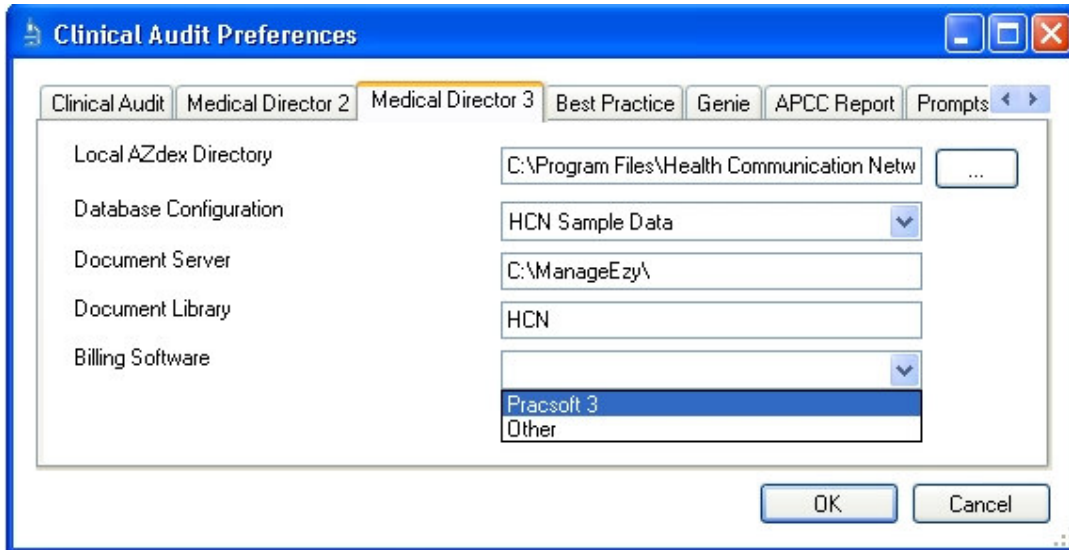 Clinical Audit Preferences
Clinical Audit Medical Director 2 Medical Director 3 Best Practice Genie APCC Report Prompts
Local AZdex Directory C:\Program Files\Health Communication Netw ...
Database Configuration HCN Sample Data
Document Server C:\ManageEzy\
Document Library HCN
Billing Software
Pracsoft 3
Other
OK Cancel